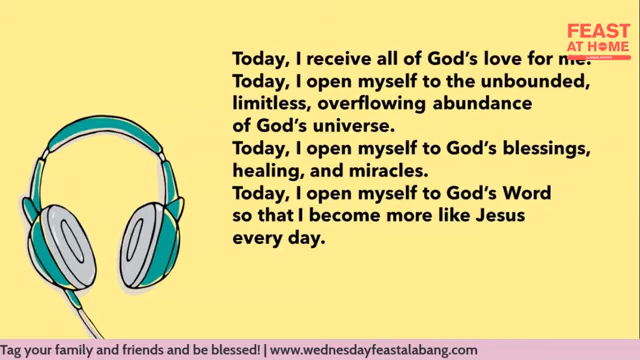 FEAST
AT HOME
Today, I receive all of God's love for me.
Today, I open myself to the unbounded,
limitless, overflowing abundance
of God's universe.
Today, I open myself to God's blessings,
healing, and miracles.
Today, I open myself to God's Word
so that I become more like Jesus
every day.
Tag your family and friends and be blessed! | www.wednesdayfeastalabang.com